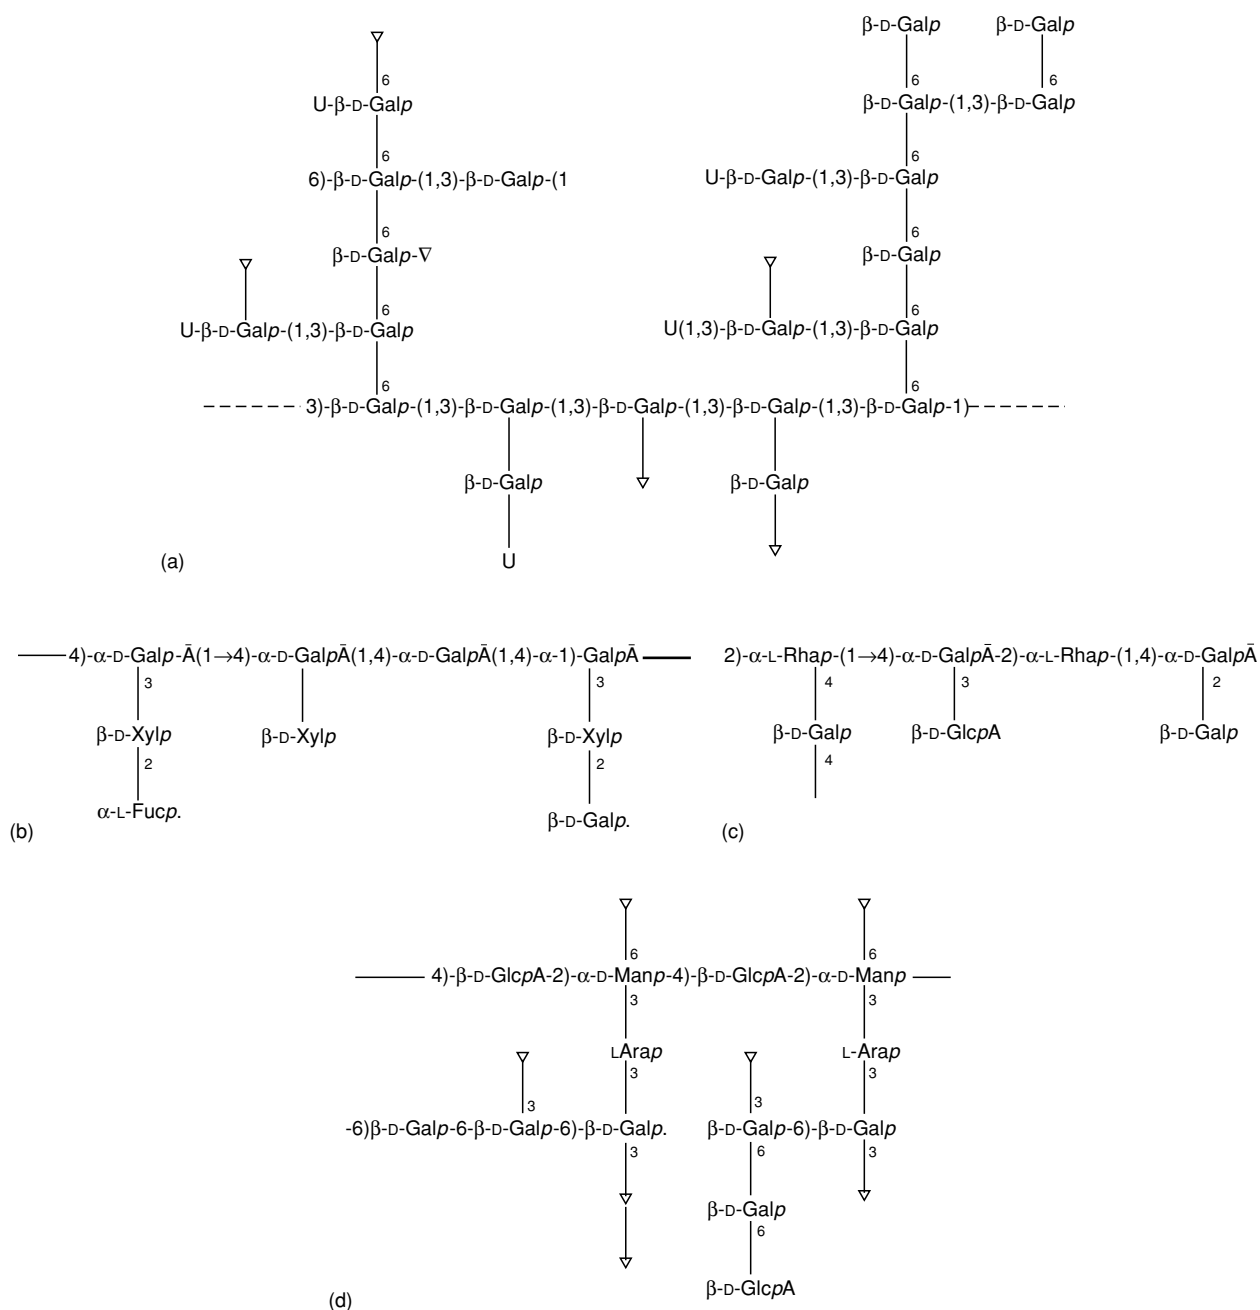 β-D-Galp β-D-Galp
6 6 6
U-β-D-Galp β-D-Galp-(1,3)-β-D-Galp
6 6
6)-β-D-Galp-(1,3)-β-D-Galp-(1 U-β-D-Galp-(1,3)-β-D-Galp
6 6
β-D-Galp-∇ β-D-Galp
6 6
U-β-D-Galp-(1,3)-β-D-Galp U(1,3)-β-D-Galp-(1,3)-β-D-Galp
6 6
3)-β-D-Galp-(1,3)-β-D-Galp-(1,3)-β-D-Galp-(1,3)-β-D-Galp-(1,3)-β-D-Galp-1)
β-D-Galp β-D-Galp
U
(a)
4)-α-D-Galp-Ā(1→4)-α-D-GalpĀ(1,4)-α-D-GalpĀ(1,4)-α-1)-GalpĀ
3 3
β-D-Xylp β-D-Xylp β-D-Xylp
2 2
α-L-Fucp. β-D-Galp.
(b)
2)-α-L-Rhap-(1→4)-α-D-GalpĀ-2)-α-L-Rhap-(1,4)-α-D-GalpĀ
4 3 2
β-D-Galp β-D-GlcpA β-D-Galp
4
(c)
6 6
4)-β-D-GlcpA-2)-α-D-Manp-4)-β-D-GlcpA-2)-α-D-Manp
3 3
LArap L-Arap
3 3
3 3
-6)β-D-Galp-6-β-D-Galp-6)-β-D-Galp. β-D-Galp-6)-β-D-Galp
3 6 3
β-D-Galp
6
β-D-GlcpA
(d)